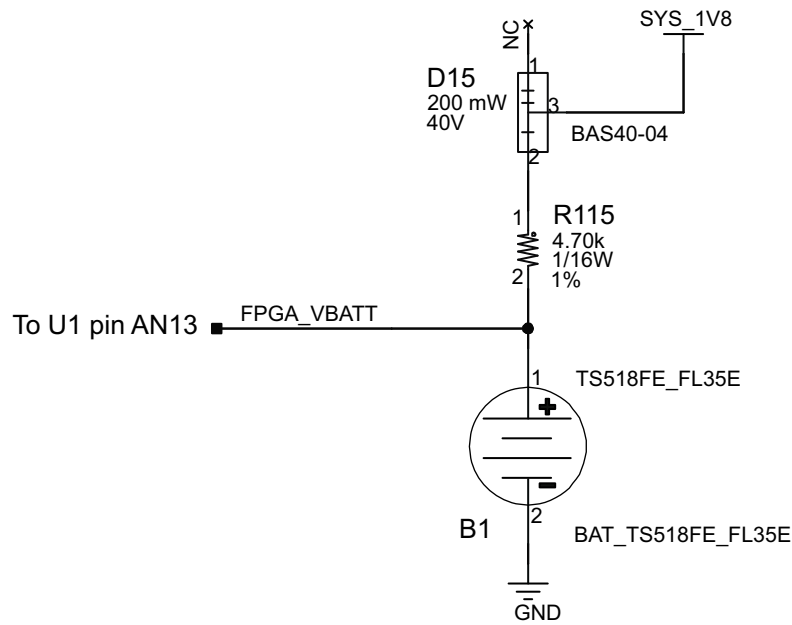 SYS_1V8
NC
1
D15
200 mW
40V
3
BAS40-04
2
1
R115
4.70k
1/16W
1%
2
FPGA_VBATT
To U1 pin AN13
1
TS518FE_FL35E
+
-
B1
2
BAT_TS518FE_FL35E
GND